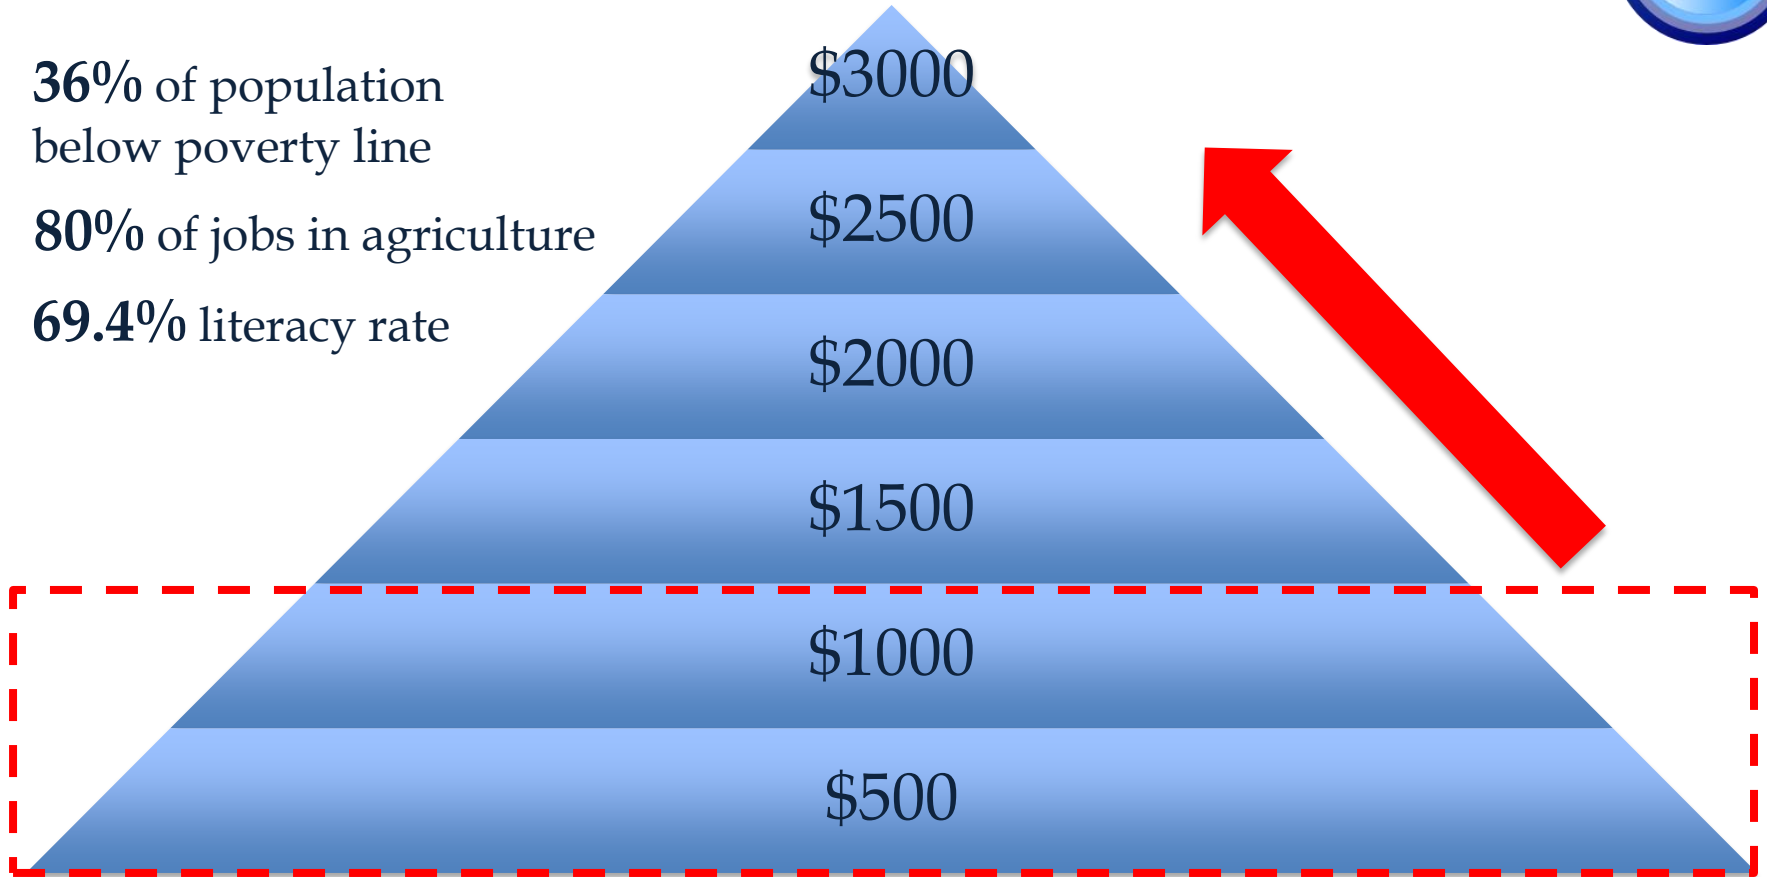 36% of population
below poverty line
80% of jobs in agriculture
69.4% literacy rate
$3000
$2500
$2000
$1500
$1000
$500